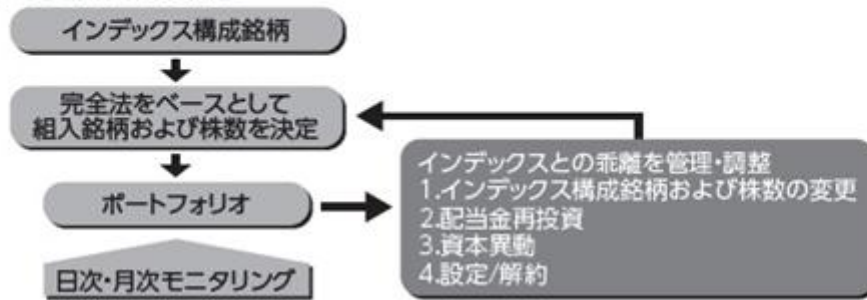 インデックス構成銘柄
完全法をベースとして
組入銘柄および株数を決定
ポートフォリオ
日次・月次モニタリング
インデックスとの乖離を管理・調整
1.インデックス構成銘柄および株数の変更
2.配当金再投資
3.資本異動
4.設定/解約